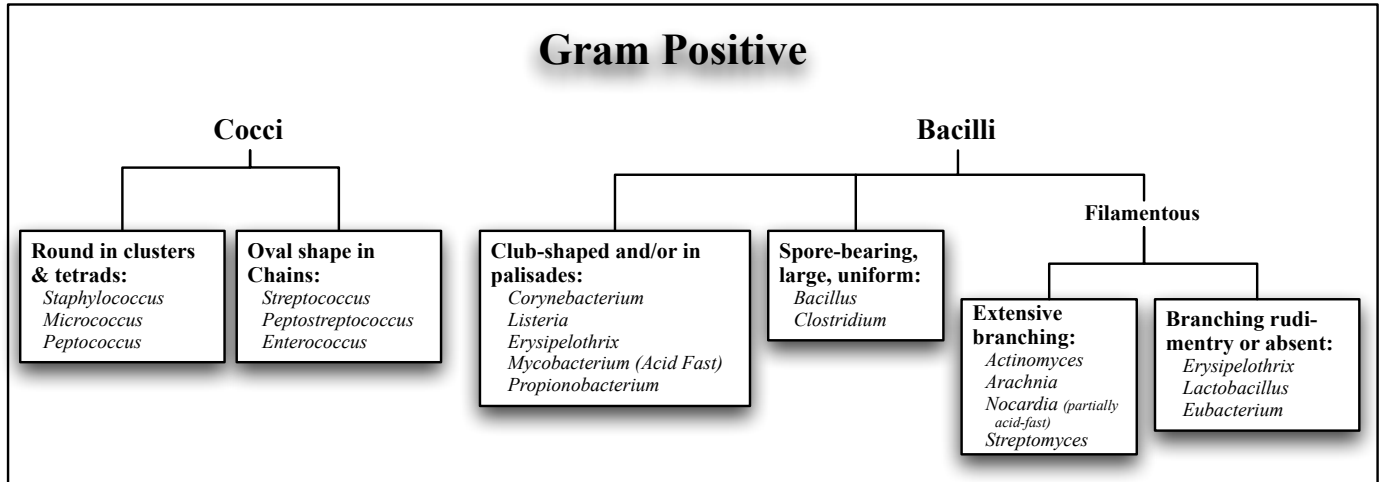 Gram Positive
Cocci
Bacilli
Filamentous
Round in clusters
& tetrads:
Staphylococcus
Micrococcus
Peptococcus
Oval shape in
Chains:
Streptococcus
Peptostreptococcus
Enterococcus
Club-shaped and/or in
palisades:
Corynebacterium
Listeria
Erysipelothrix
Mycobacterium (Acid Fast)
Propionobacterium
Spore-bearing,
large, uniform:
Bacillus
Clostridium
Extensive
branching:
Actinomyces
Arachnia
Nocardia (partially
acid-fast)
Streptomyces
Branching rudi-
mentry or absent:
Erysipelothrix
Lactobacillus
Eubacterium